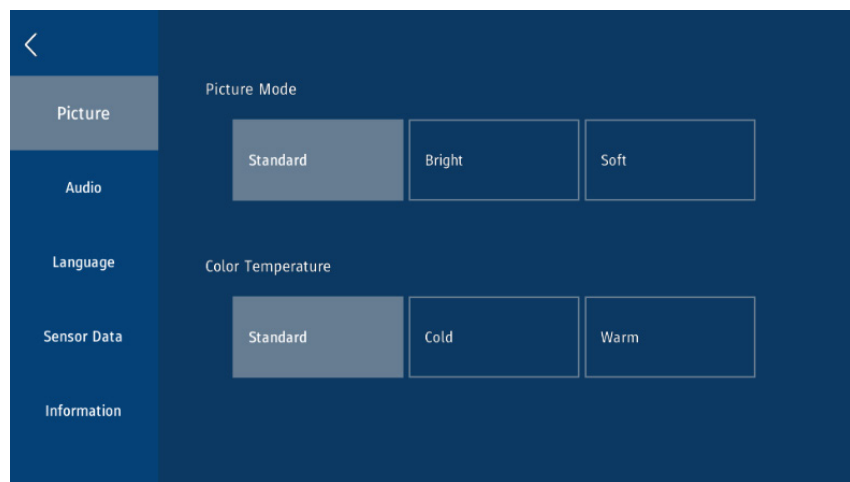 Picture
Audio
Language
Sensor Data
Information
Picture Mode
Standard
Bright
Soft
Color Temperature
Standard
Cold
Warm